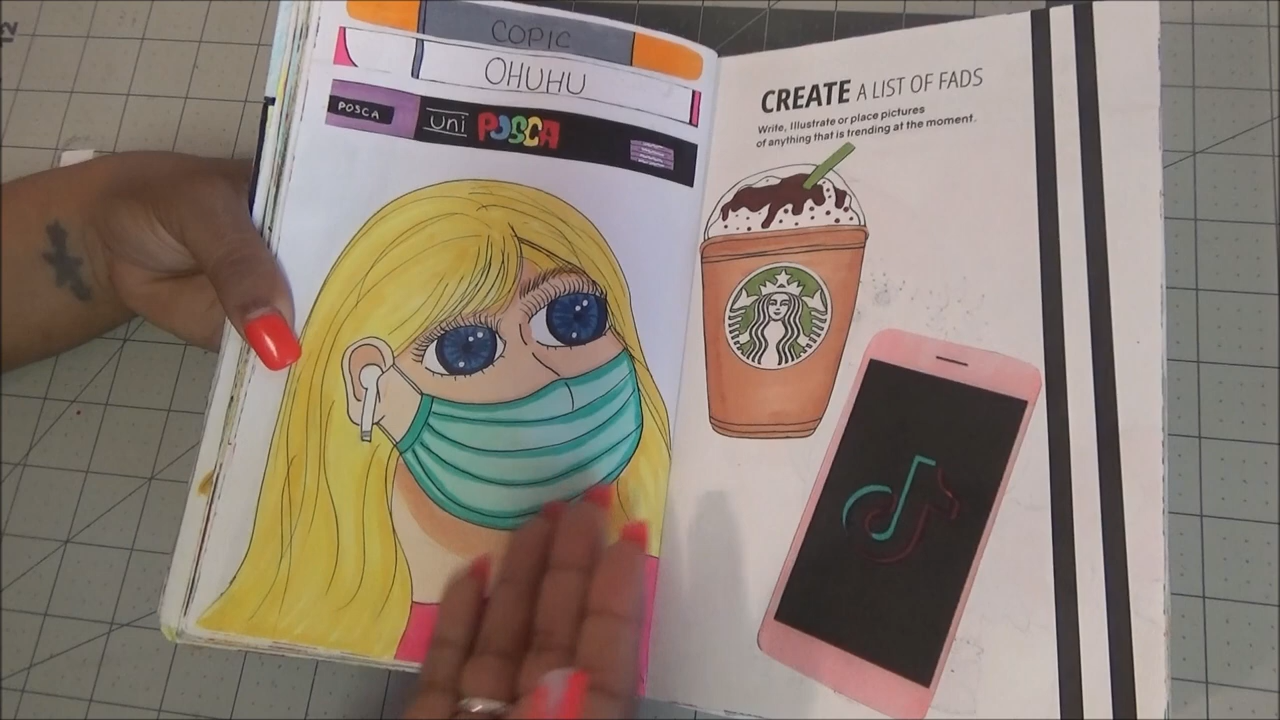 COPIC
OHUHU
POSCA
uni POSCA
CREATE A LIST OF FADS
Write, illustrate or place pictures
of anything that is trending at the moment.